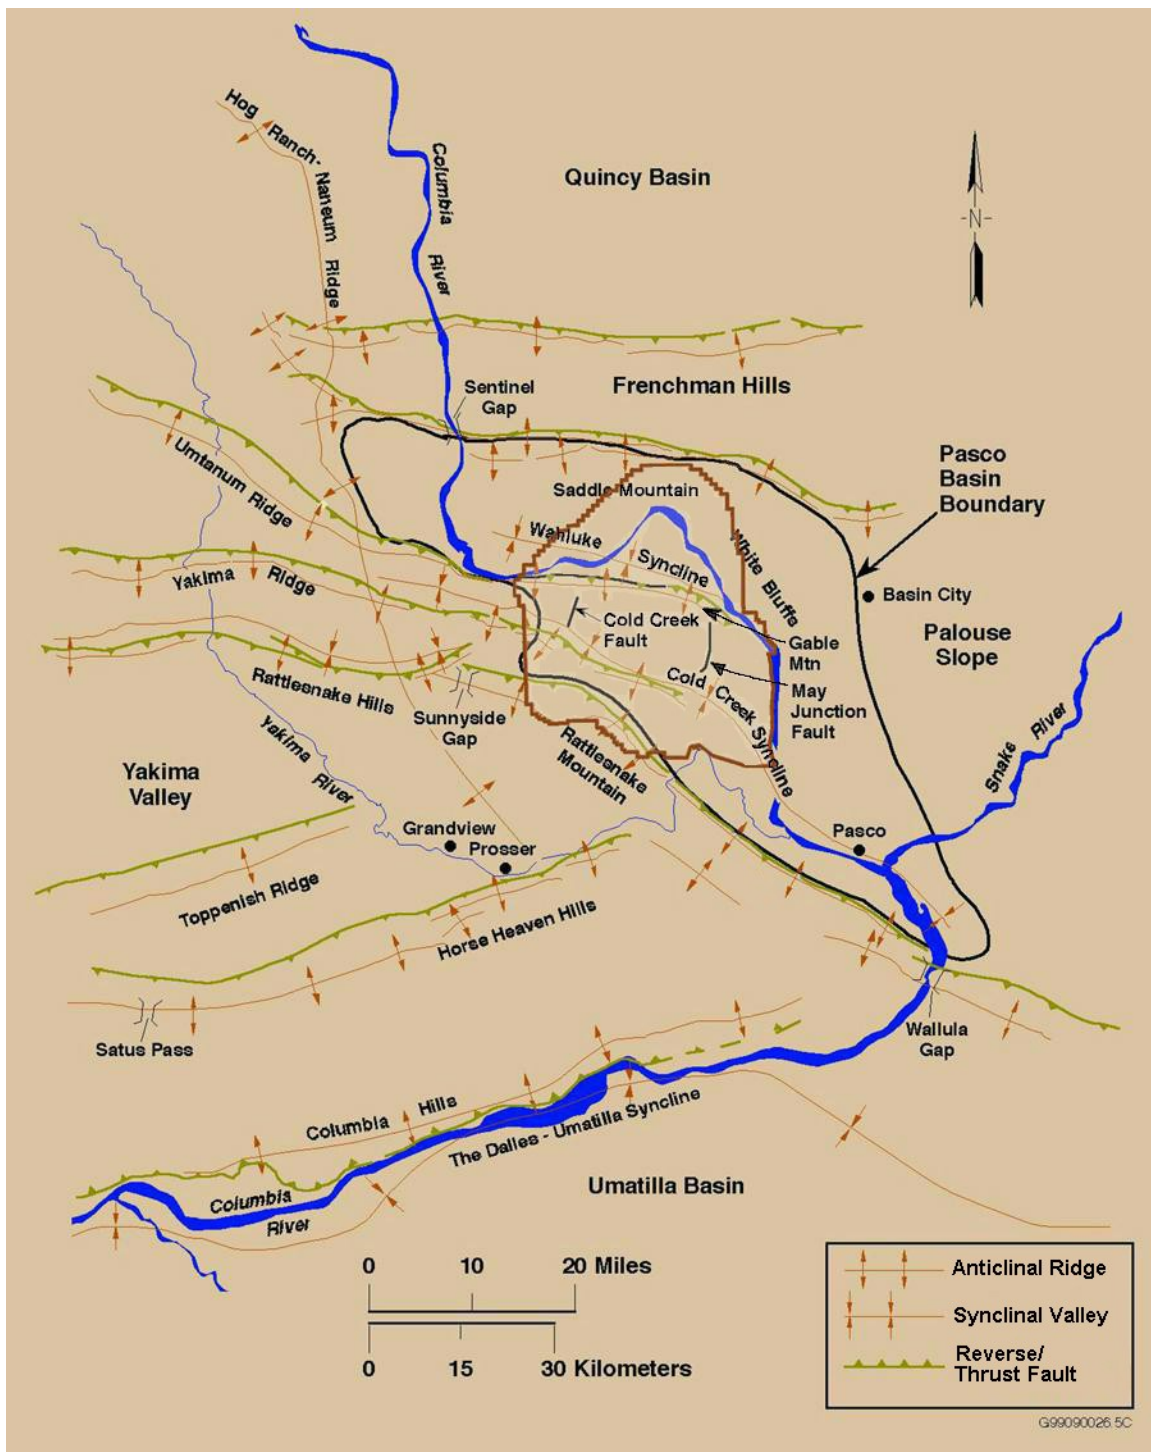 Hog
Ranch-
Naneum
Ridge
Columbia
River
Quincy Basin
-N-
Sentinel
Gap
Frenchman Hills
Umtanum Ridge
Pasco
Basin
Boundary
Saddle Mountain
Wahluke
Syncline
White Bluffs
Yakima
Ridge
Cold Creek
Fault
Basin City
Gable
Mtn
Palouse
Slope
Rattlesnake Hills
Sunnyside
Gap
Cold Creek Syncline
May
Junction
Fault
Rattlesnake
Mountain
Snake River
Yakima
River
Yakima
Valley
Grandview
Prosser
Pasco
Toppenish Ridge
Horse Heaven Hills
Satus Pass
Wallula
Gap
Columbia Hills
The Dalles - Umatilla Syncline
Columbia
River
Umatilla Basin
0 10 20 Miles
0 15 30 Kilometers
Anticlinal Ridge
Synclinal Valley
Reverse/
Thrust Fault
G99090026.5C